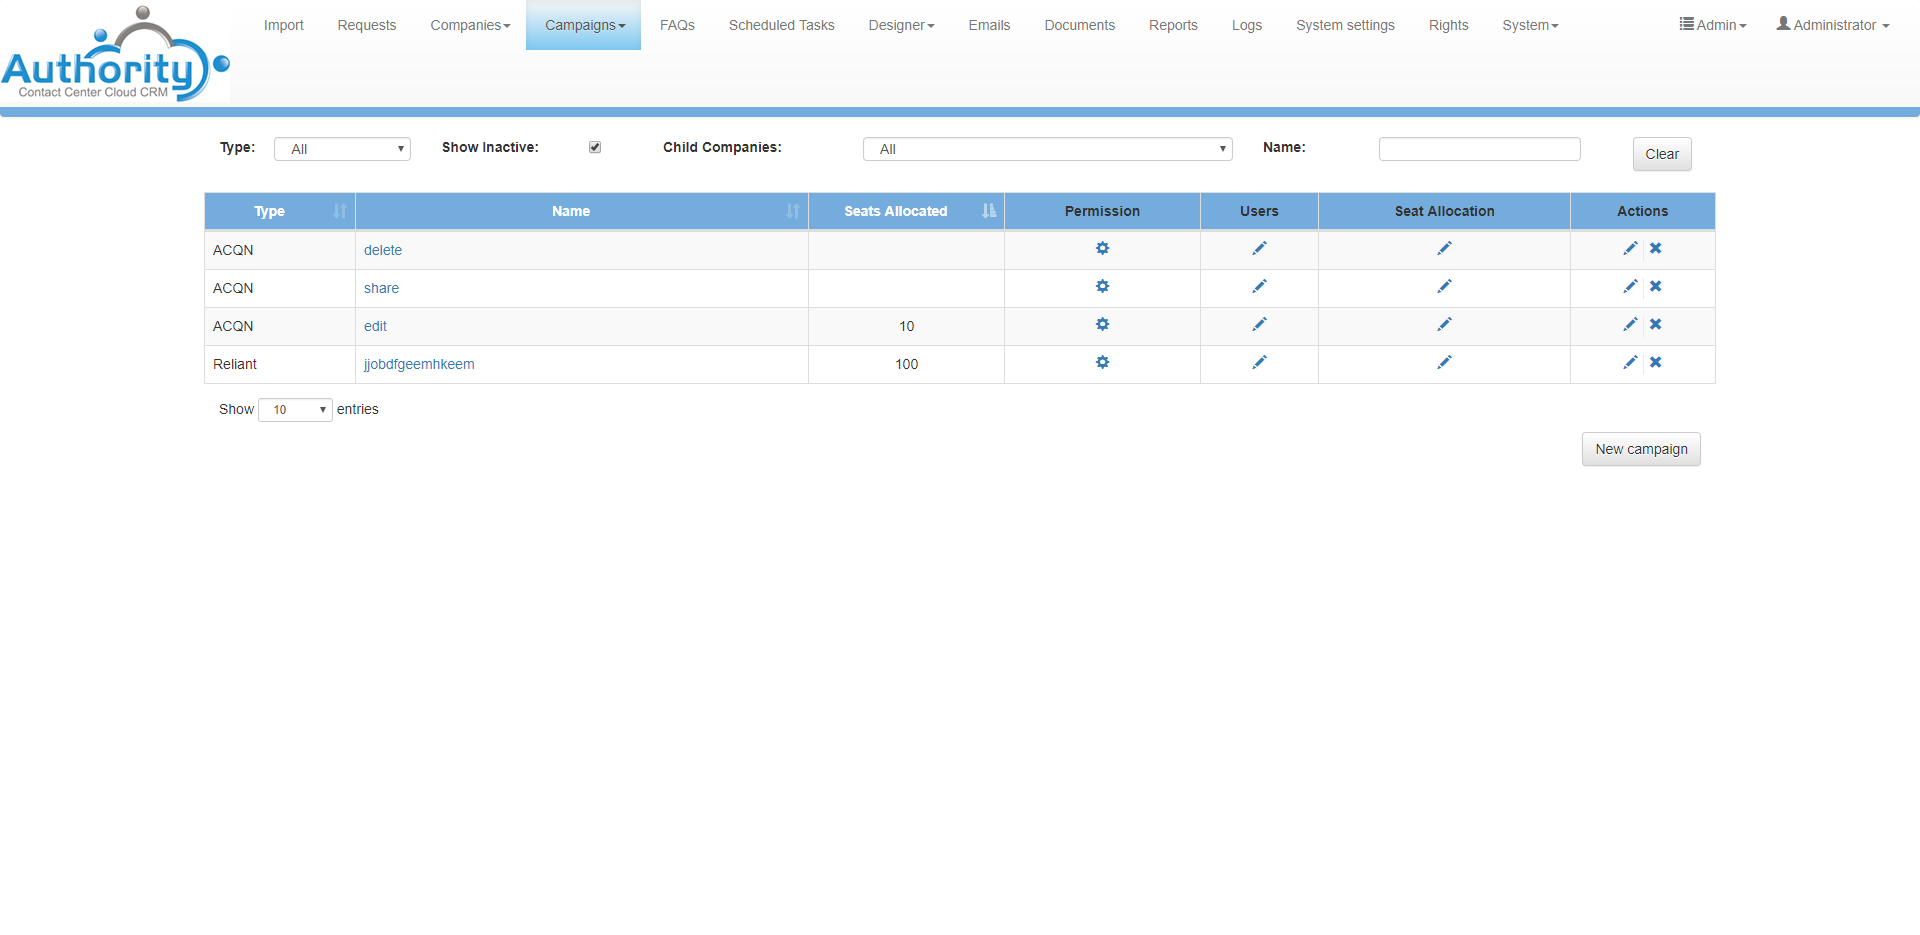 Import Requests Companies Campaigns FAQs Scheduled Tasks Designer Emails Documents Reports Logs System settings Rights System Admin Administrator
Authority
Contact Center Cloud CRM
Type: All Show Inactive: Child Companies: All Name: Clear
Type Name Seats Allocated Permission Users Seat Allocation Actions
ACQN delete
ACQN share
ACQN edit 10
Reliant jjobdfgeemhkeem 100
Show 10 entries
New campaign